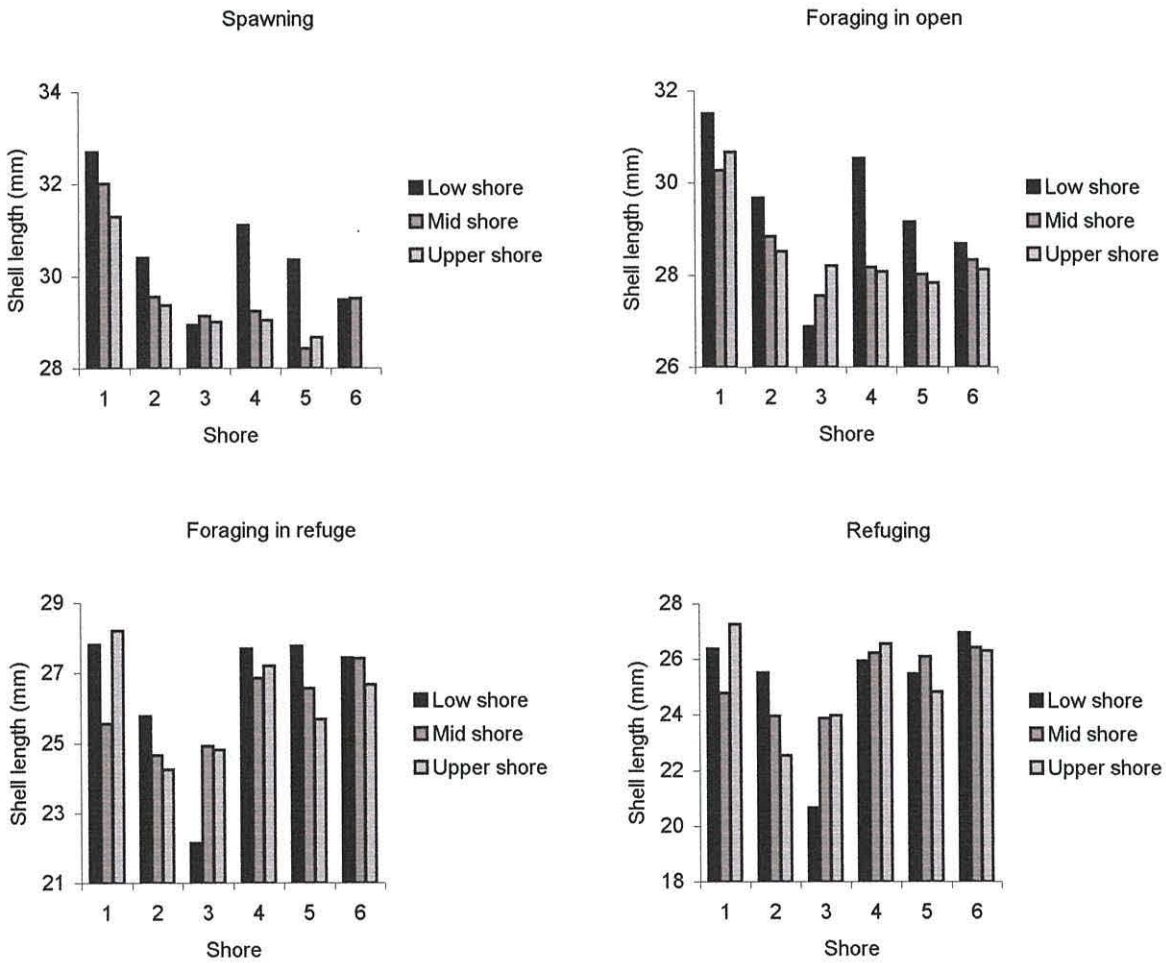 Spawning
34
32
30
28
Shell length (mm)
1 2 3 4 5 6
Shore
Low shore
Mid shore
Upper shore
Foraging in open
32
30
28
26
Shell length (mm)
1 2 3 4 5 6
Shore
Low shore
Mid shore
Upper shore
Foraging in refuge
29
27
25
23
21
Shell length (mm)
1 2 3 4 5 6
Shore
Low shore
Mid shore
Upper shore
Refuging
28
26
24
22
20
18
Shell length (mm)
1 2 3 4 5 6
Shore
Low shore
Mid shore
Upper shore